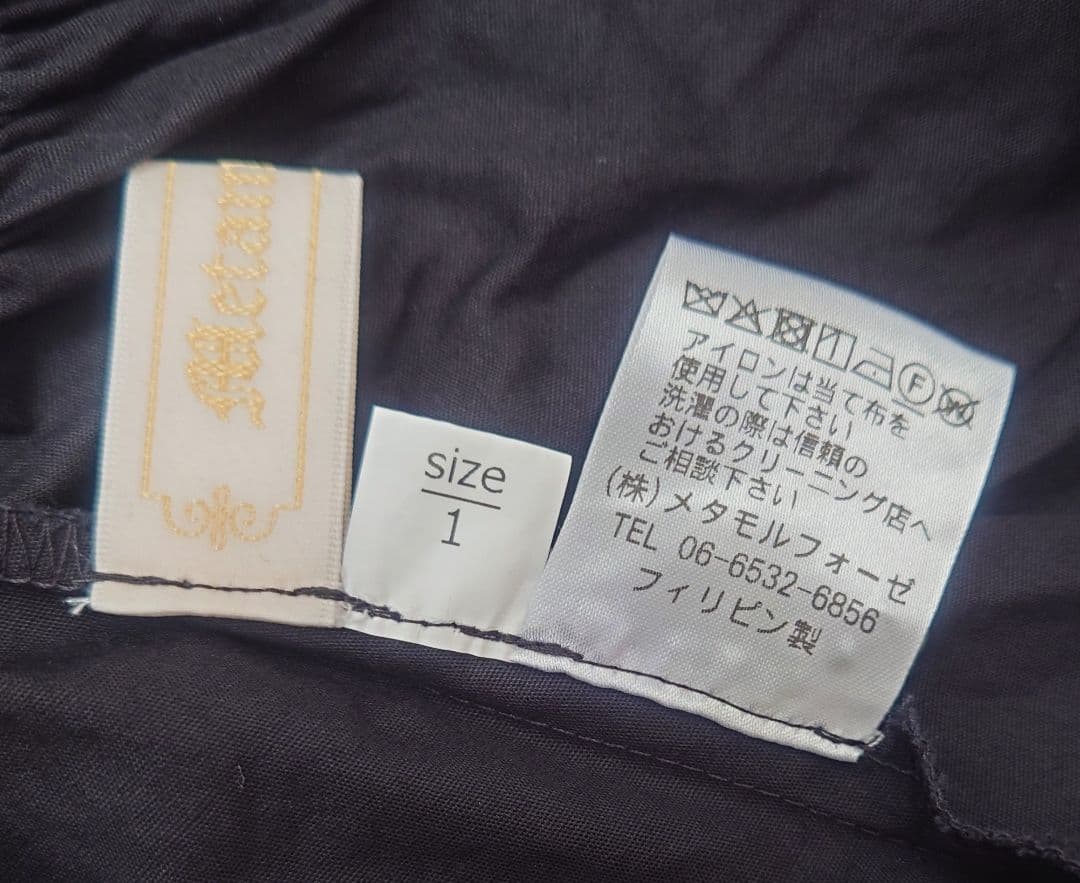 Metam
size
1
F
W
アイロンは当て布を
使用して下さい
洗濯の際は信頼の
おけるクリーニング店へ
ご相談下さい
(株)メタモルフォーゼ
TEL 06-6532-6856
フィリピン製